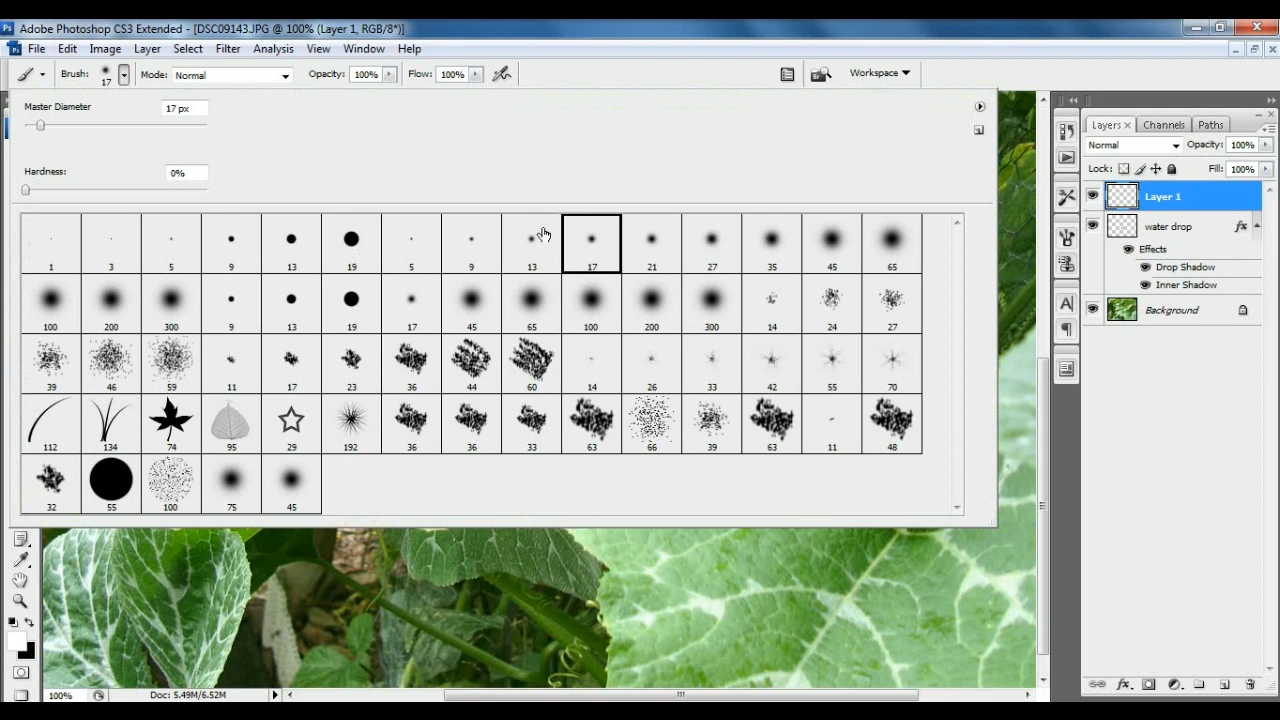 Ps Adobe Photoshop CS3 Extended - [DSC09143.JPG @ 100% (Layer 1, RGB/8*)]
Ps File Edit Image Layer Select Filter Analysis View Window Help
Brush: 17 Mode: Normal Opacity: 100% Flow: 100% Br Workspace
Master Diameter 17 px
Hardness: 0%
1 3 5 9 13 19 5 9 13 17 21 27 35 45 65
100 200 300 9 13 19 17 45 65 100 200 300 14 24 27
39 46 59 11 17 23 36 44 60 14 26 33 42 55 70
112 134 74 95 29 192 36 36 33 63 66 39 63 11 48
32 55 100 75 45
Layers Channels Paths
Normal Opacity: 100%
Lock: Fill: 100%
Layer 1
water drop fx
Effects
Drop Shadow
Inner Shadow
Background
A
100% Doc: 5.49M/6.52M
fx